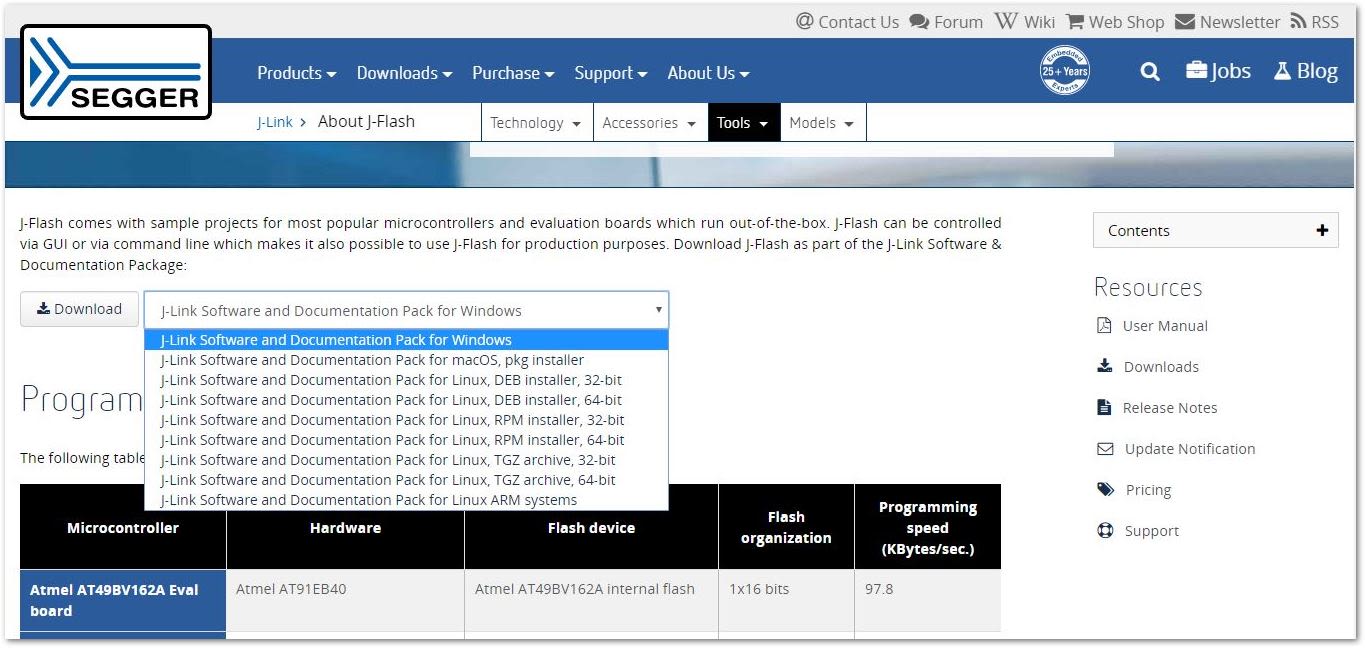 Contact Us Forum Wiki Web Shop Newsletter RSS
SEGGER
Products Downloads Purchase Support About Us
Embedded
25+ Years
Experts
Jobs Blog
J-Link > About J-Flash
Technology Accessories Tools Models
J-Flash comes with sample projects for most popular microcontrollers and evaluation boards which run out-of-the-box. J-Flash can be controlled
via GUI or via command line which makes it also possible to use J-Flash for production purposes. Download J-Flash as part of the J-Link Software &
Documentation Package:
Download
J-Link Software and Documentation Pack for Windows
J-Link Software and Documentation Pack for Windows
J-Link Software and Documentation Pack for macOS, pkg installer
J-Link Software and Documentation Pack for Linux, DEB installer, 32-bit
J-Link Software and Documentation Pack for Linux, DEB installer, 64-bit
J-Link Software and Documentation Pack for Linux, RPM installer, 32-bit
J-Link Software and Documentation Pack for Linux, RPM installer, 64-bit
J-Link Software and Documentation Pack for Linux, TGZ archive, 32-bit
J-Link Software and Documentation Pack for Linux, TGZ archive, 64-bit
J-Link Software and Documentation Pack for Linux ARM systems
Program
The following table
Microcontroller
Hardware
Flash device
Flash
organization
Programming
speed
(KBytes/sec.)
Atmel AT49BV162A Eval
board
Atmel AT91EB40
Atmel AT49BV162A internal flash
1x16 bits
97.8
Contents +
Resources
User Manual
Downloads
Release Notes
Update Notification
Pricing
Support